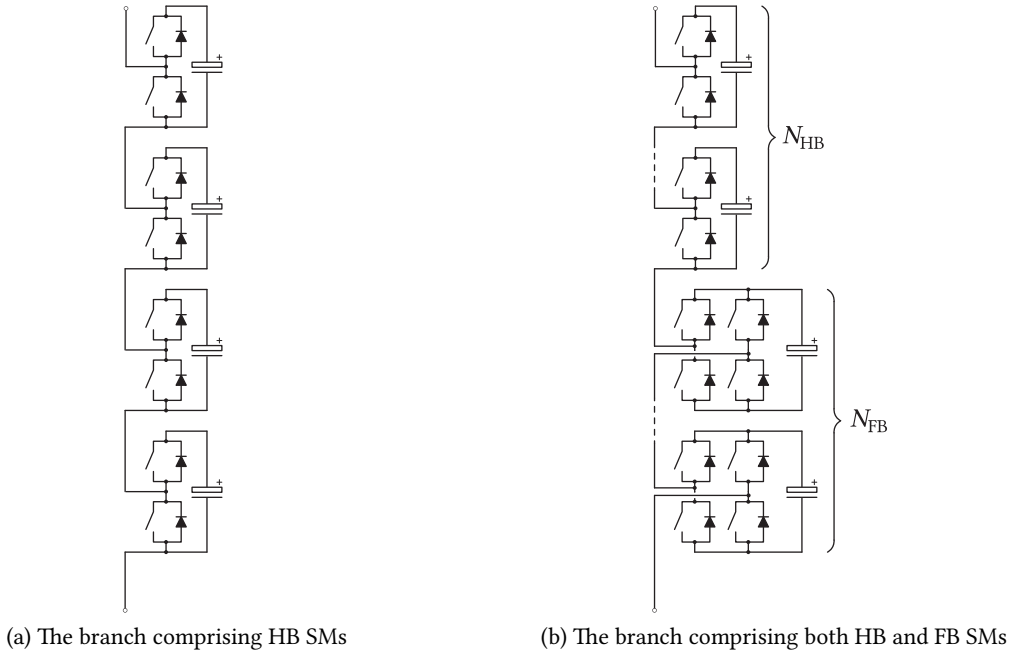 +
+
+
+
+
+
+
+
N_HB
N_FB
(a) The branch comprising HB SMs
(b) The branch comprising both HB and FB SMs